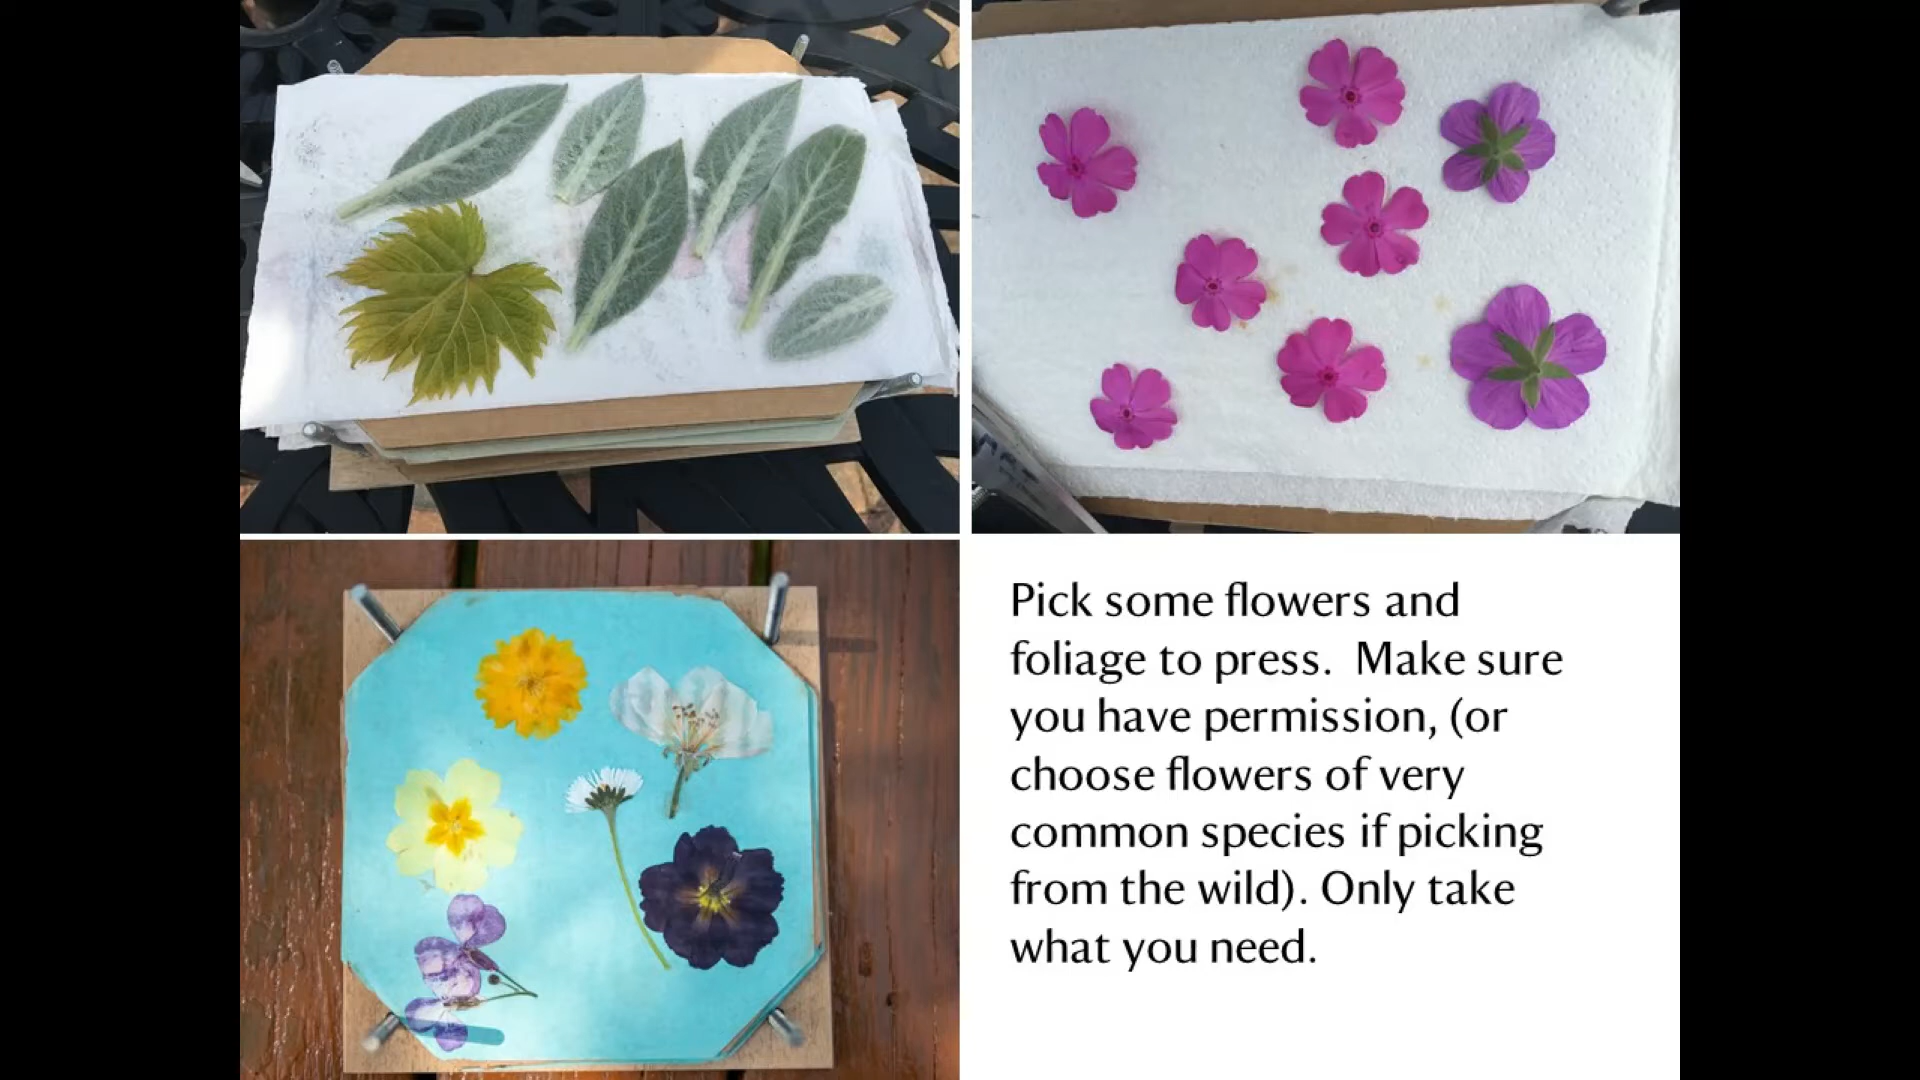 Pick some flowers and
foliage to press.  Make sure
you have permission, (or
choose flowers of very
common species if picking
from the wild). Only take
what you need.